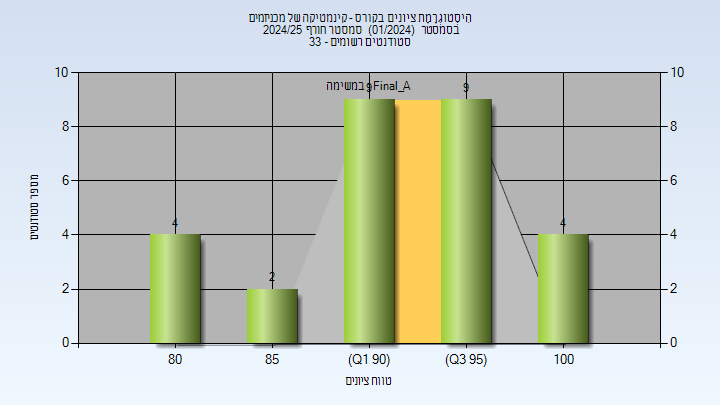 היסטוגרמת ציונים בקורס - קינמטיקה של מכניזמים
בסמסטר (01/2024) סמסטר חורף 2024/25
סטודנטים רשומים - 33
במשימה Final_A
10 10
8 8
6 6
4 4
2 2
0 0
4 2 9 9 4
80 85 (Q1 90) (Q3 95) 100
מספר סטודנטים
טווח ציונים